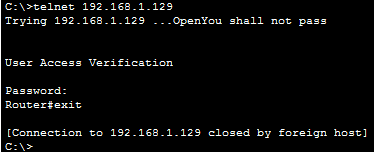 C:\>telnet 192.168.1.129
Trying 192.168.1.129 ...OpenYou shall not pass
User Access Verification
Password:
Router#exit
[Connection to 192.168.1.129 closed by foreign host]
C:\>